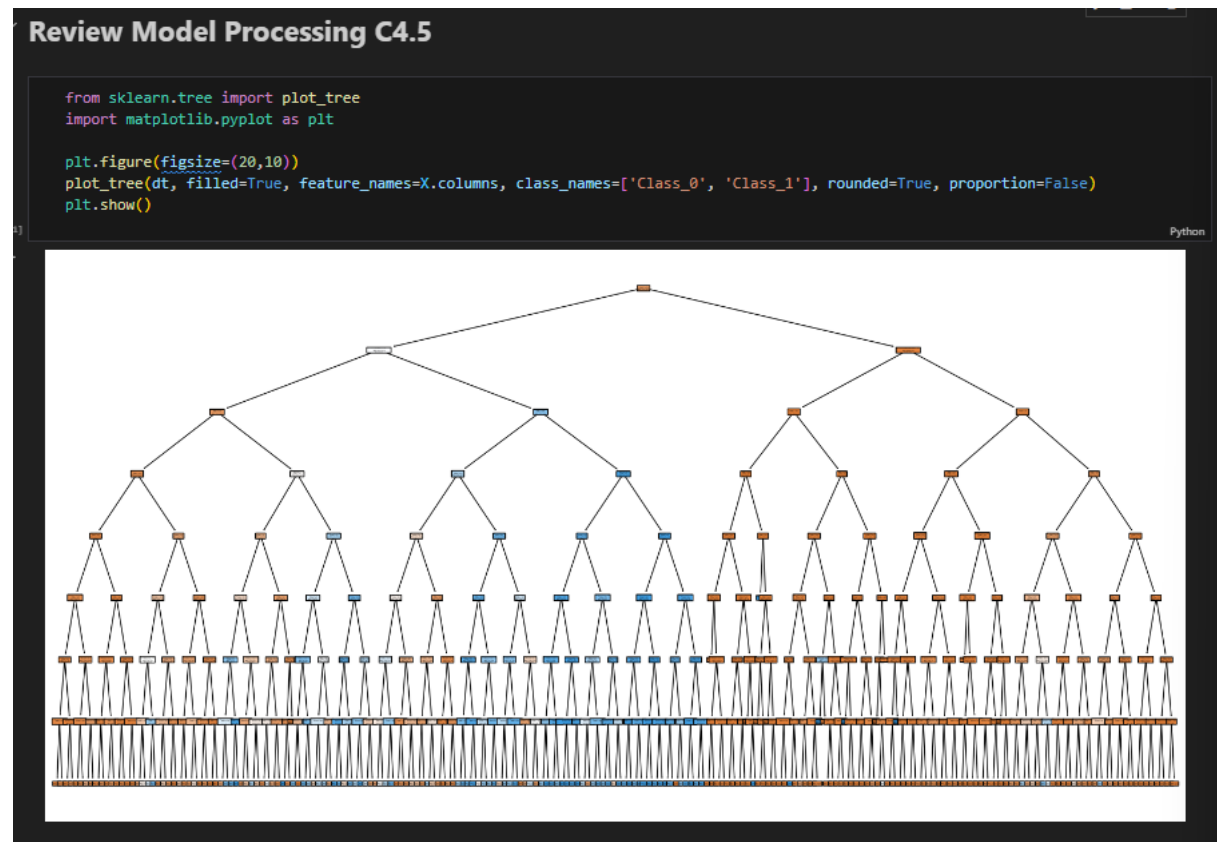 Review Model Processing C4.5
from sklearn.tree import plot_tree
import matplotlib.pyplot as plt
plt.figure(figsize=(20,10))
plot_tree(dt, filled=True, feature_names=X.columns, class_names=['Class_0', 'Class_1'], rounded=True, proportion=False)
plt.show()
Python